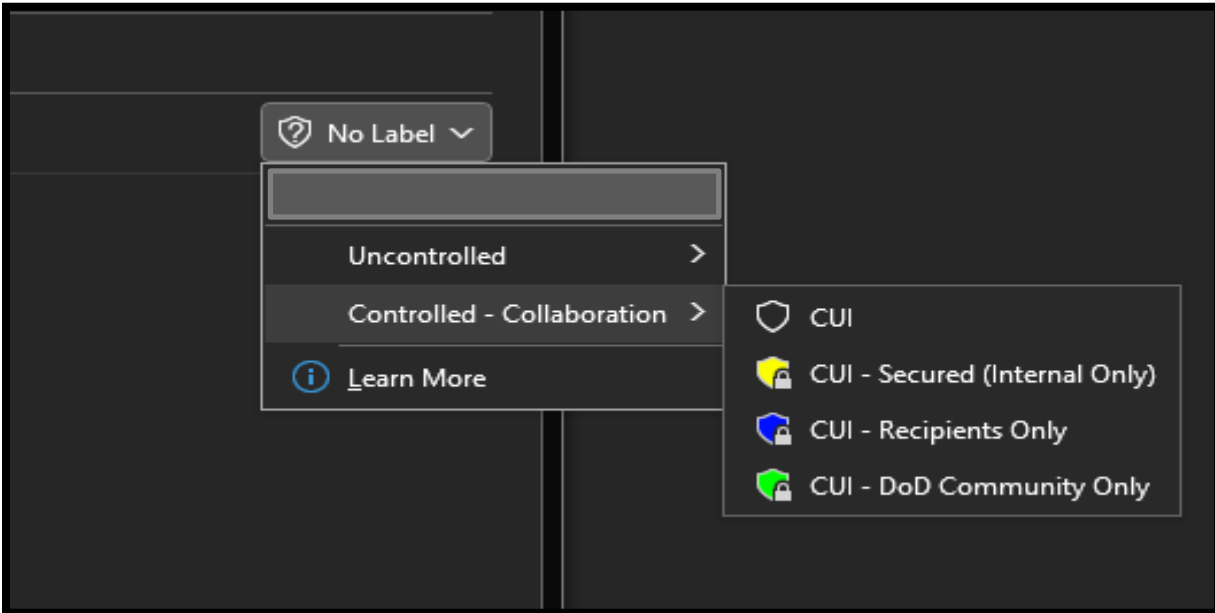 No Label
Uncontrolled
Controlled - Collaboration
Learn More
CUI
CUI - Secured (Internal Only)
CUI - Recipients Only
CUI - DoD Community Only